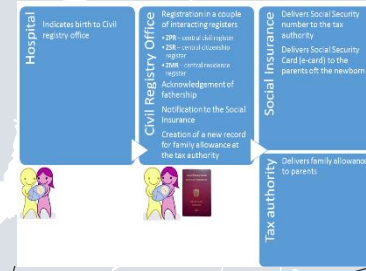 Hospital
Indicates birth to Civil
registry office
Civil Registry Office
Registration in a couple
of interacting registers
• ZPR – central civil register
• ZSR – central citizenship
register
• ZMR – central residence
register
Acknowledgement of
fathership
Notification to the Social
Insurance
Creation of a new record
for family allowance at
the tax authority
Social Insurance
Delivers Social Security
number to the tax
authority
Delivers Social Security
Card (e-card) to the
parents oft the newborn
Tax authority
Delivers family allowance
to parents